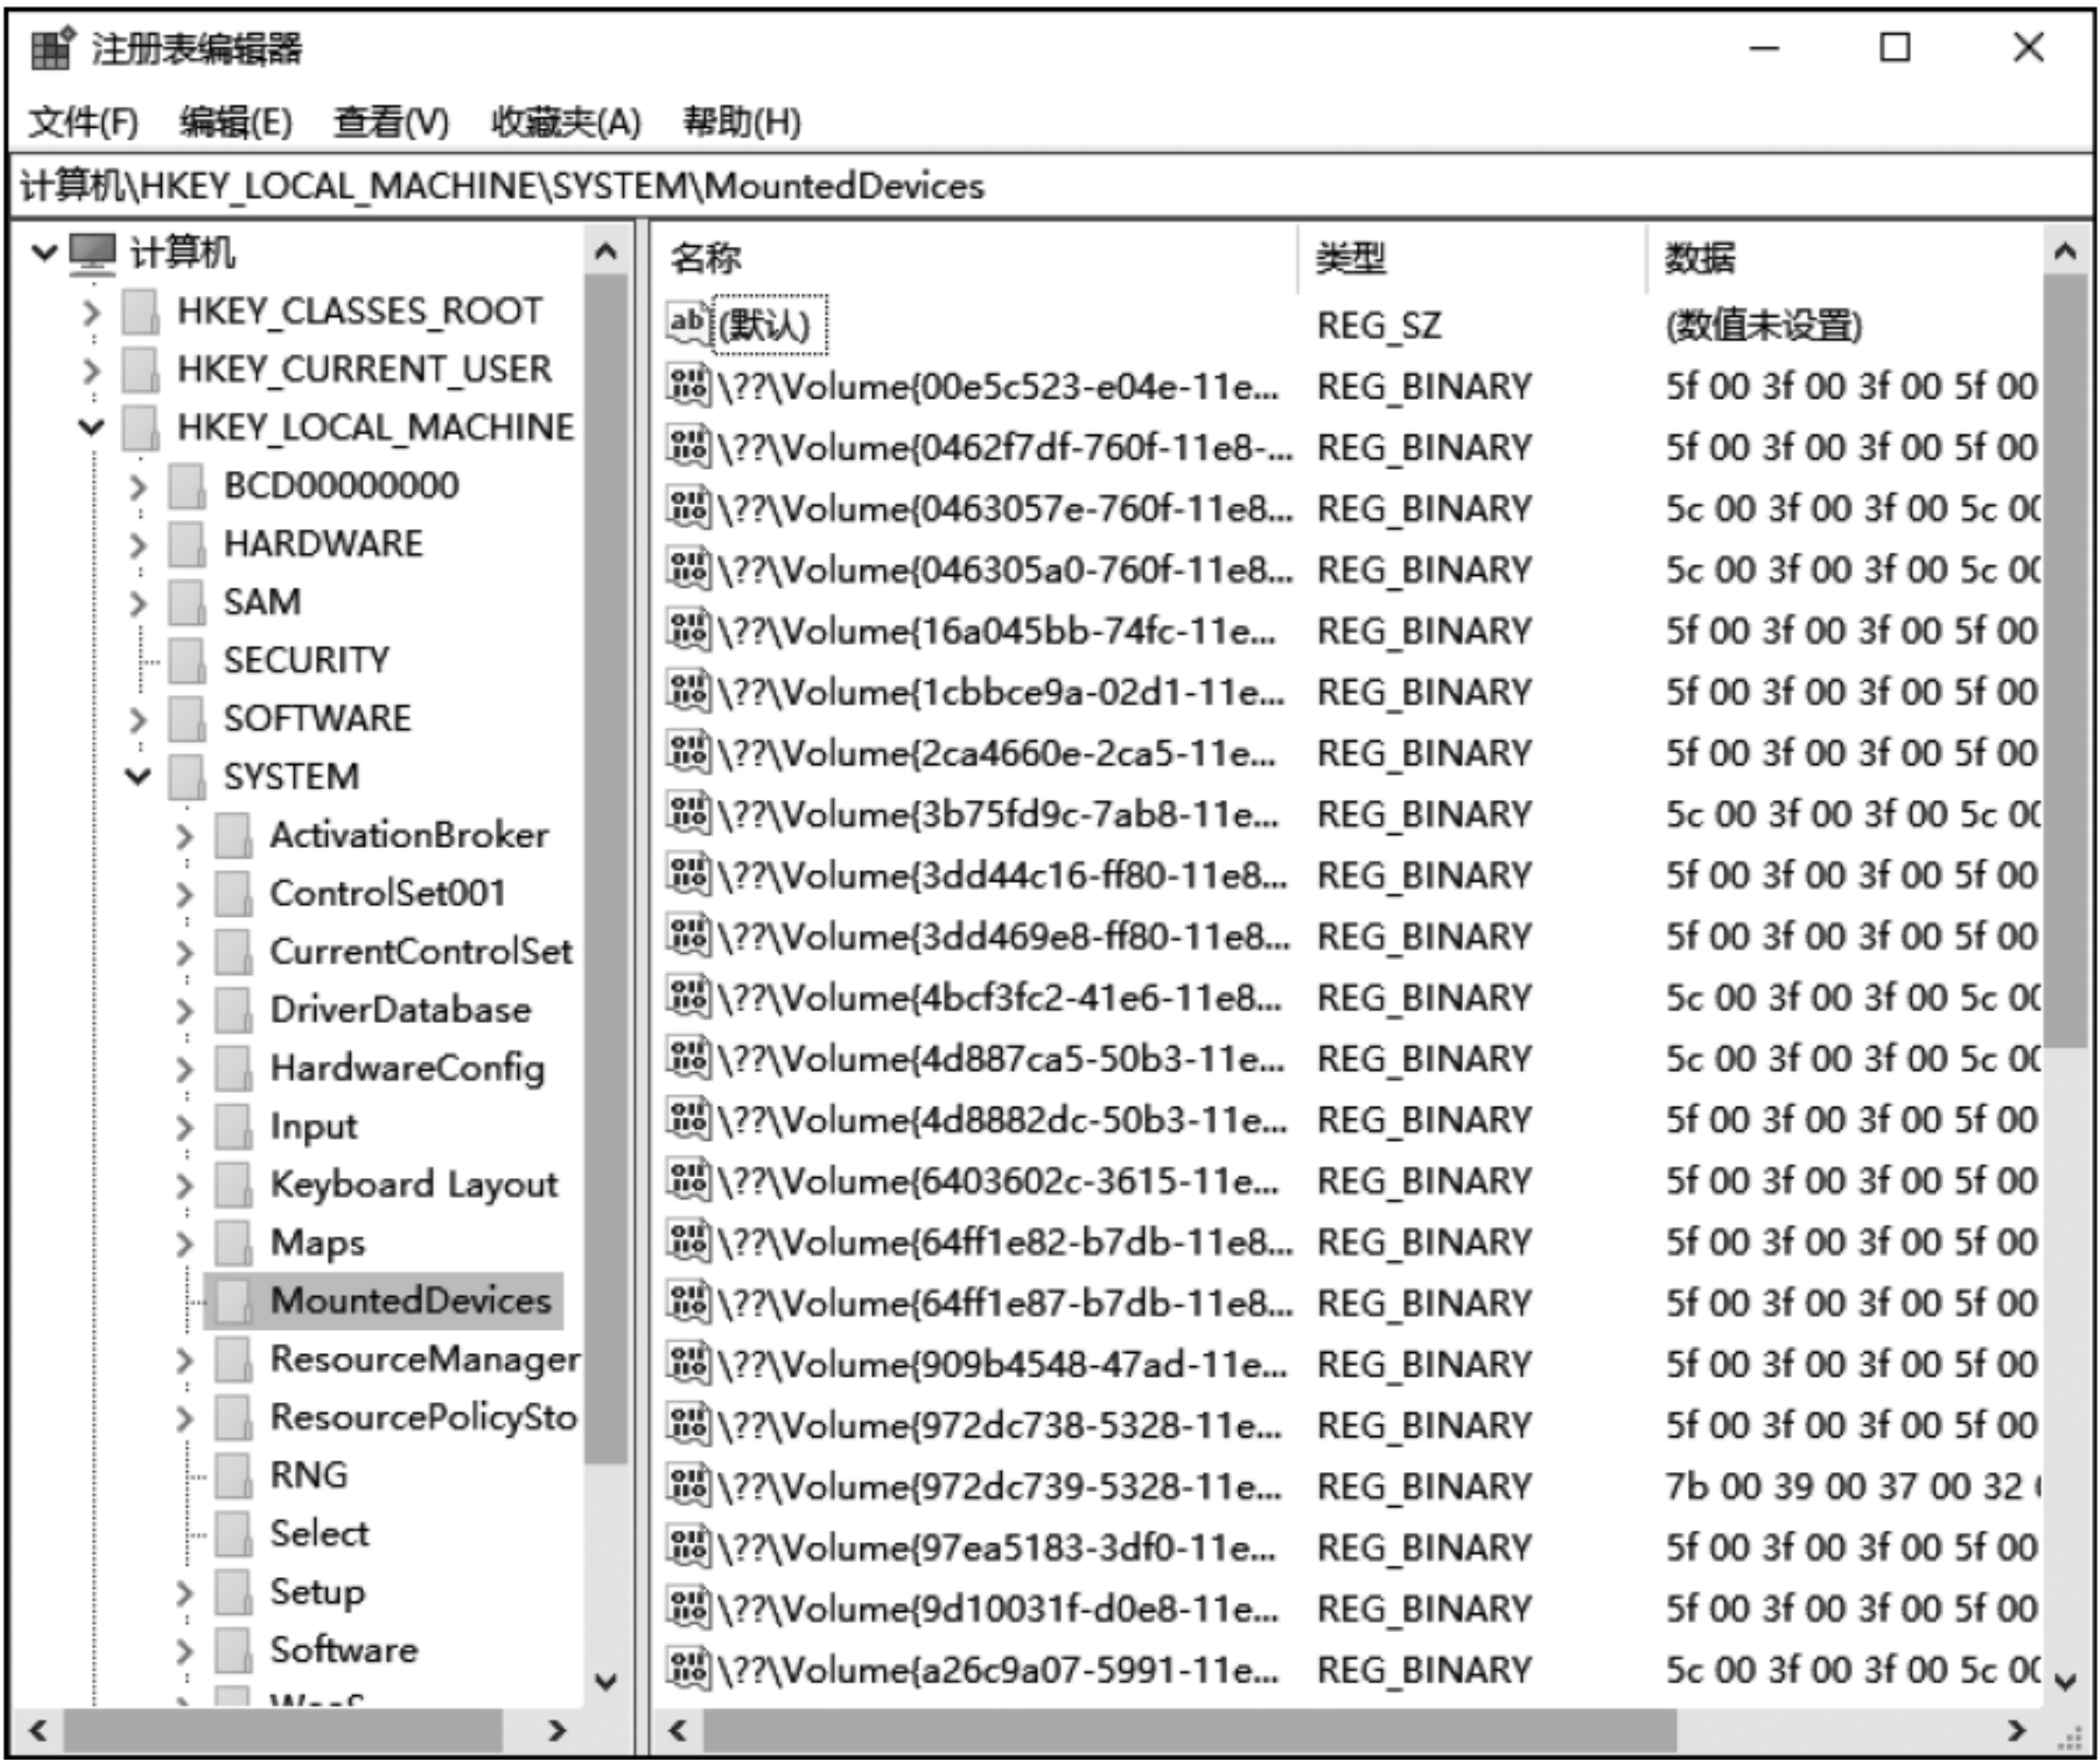 注册表编辑器
文件(F) 编辑(E) 查看(V) 收藏夹(A) 帮助(H)
计算机\HKEY_LOCAL_MACHINE\SYSTEM\MountedDevices
计算机
HKEY_CLASSES_ROOT
HKEY_CURRENT_USER
HKEY_LOCAL_MACHINE
BCD00000000
HARDWARE
SAM
SECURITY
SOFTWARE
SYSTEM
ActivationBroker
ControlSet001
CurrentControlSet
DriverDatabase
HardwareConfig
Input
Keyboard Layout
Maps
MountedDevices
ResourceManager
ResourcePolicySto
RNG
Select
Setup
Software
名称 类型 数据
(默认) REG_SZ (数值未设置)
\??\Volume{00e5c523-e04e-11e... REG_BINARY 5f 00 3f 00 3f 00 5f 00
\??\Volume{0462f7df-760f-11e8-... REG_BINARY 5f 00 3f 00 3f 00 5f 00
\??\Volume{0463057e-760f-11e8... REG_BINARY 5c 00 3f 00 3f 00 5c 00
\??\Volume{046305a0-760f-11e8... REG_BINARY 5c 00 3f 00 3f 00 5c 00
\??\Volume{16a045bb-74fc-11e... REG_BINARY 5f 00 3f 00 3f 00 5f 00
\??\Volume{1cbbce9a-02d1-11e... REG_BINARY 5f 00 3f 00 3f 00 5f 00
\??\Volume{2ca4660e-2ca5-11e... REG_BINARY 5f 00 3f 00 3f 00 5f 00
\??\Volume{3b75fd9c-7ab8-11e... REG_BINARY 5c 00 3f 00 3f 00 5c 00
\??\Volume{3dd44c16-ff80-11e8... REG_BINARY 5f 00 3f 00 3f 00 5f 00
\??\Volume{3dd469e8-ff80-11e8... REG_BINARY 5f 00 3f 00 3f 00 5f 00
\??\Volume{4bcf3fc2-41e6-11e8... REG_BINARY 5c 00 3f 00 3f 00 5c 00
\??\Volume{4d887ca5-50b3-11e... REG_BINARY 5c 00 3f 00 3f 00 5c 00
\??\Volume{4d8882dc-50b3-11e... REG_BINARY 5f 00 3f 00 3f 00 5f 00
\??\Volume{6403602c-3615-11e... REG_BINARY 5f 00 3f 00 3f 00 5f 00
\??\Volume{64ff1e82-b7db-11e8... REG_BINARY 5f 00 3f 00 3f 00 5f 00
\??\Volume{64ff1e87-b7db-11e8... REG_BINARY 5f 00 3f 00 3f 00 5f 00
\??\Volume{909b4548-47ad-11e... REG_BINARY 5f 00 3f 00 3f 00 5f 00
\??\Volume{972dc738-5328-11e... REG_BINARY 5f 00 3f 00 3f 00 5f 00
\??\Volume{972dc739-5328-11e... REG_BINARY 7b 00 39 00 37 00 32
\??\Volume{97ea5183-3df0-11e... REG_BINARY 5f 00 3f 00 3f 00 5f 00
\??\Volume{9d10031f-d0e8-11e... REG_BINARY 5f 00 3f 00 3f 00 5f 00
\??\Volume{a26c9a07-5991-11e... REG_BINARY 5c 00 3f 00 3f 00 5c 00